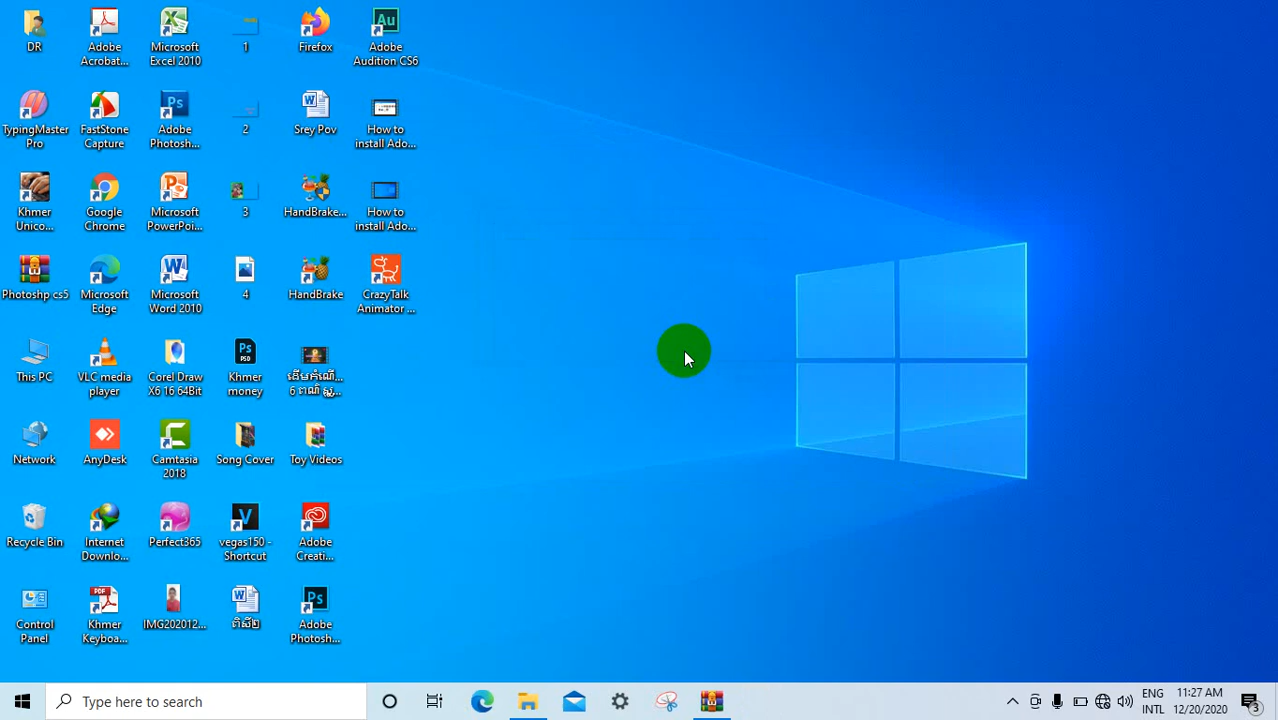 DR
Adobe
Acrobat...
Microsoft
Excel 2010
1
Firefox
Adobe
Audition CS6
TypingMaster
Pro
FastStone
Capture
Adobe
Photosh...
2
Srey Pov
How to
install Ado...
Khmer
Unico...
Google
Chrome
Microsoft
PowerPoi...
3
HandBrake...
How to
install Ado...
Photoshp cs5
Microsoft
Edge
Microsoft
Word 2010
4
HandBrake
CrazyTalk
Animator ...
This PC
VLC media
player
Corel Draw
X6 16 64Bit
Khmer
money
Network
AnyDesk
Camtasia
2018
Song Cover
Toy Videos
Recycle Bin
Internet
Downlo...
Perfect365
vegas150 -
Shortcut
Adobe
Creati...
Control
Panel
Khmer
Keyboa...
IMG202012...
Adobe
Photosh...
Type here to search
ENG
INTL
11:27 AM
12/20/2020
3